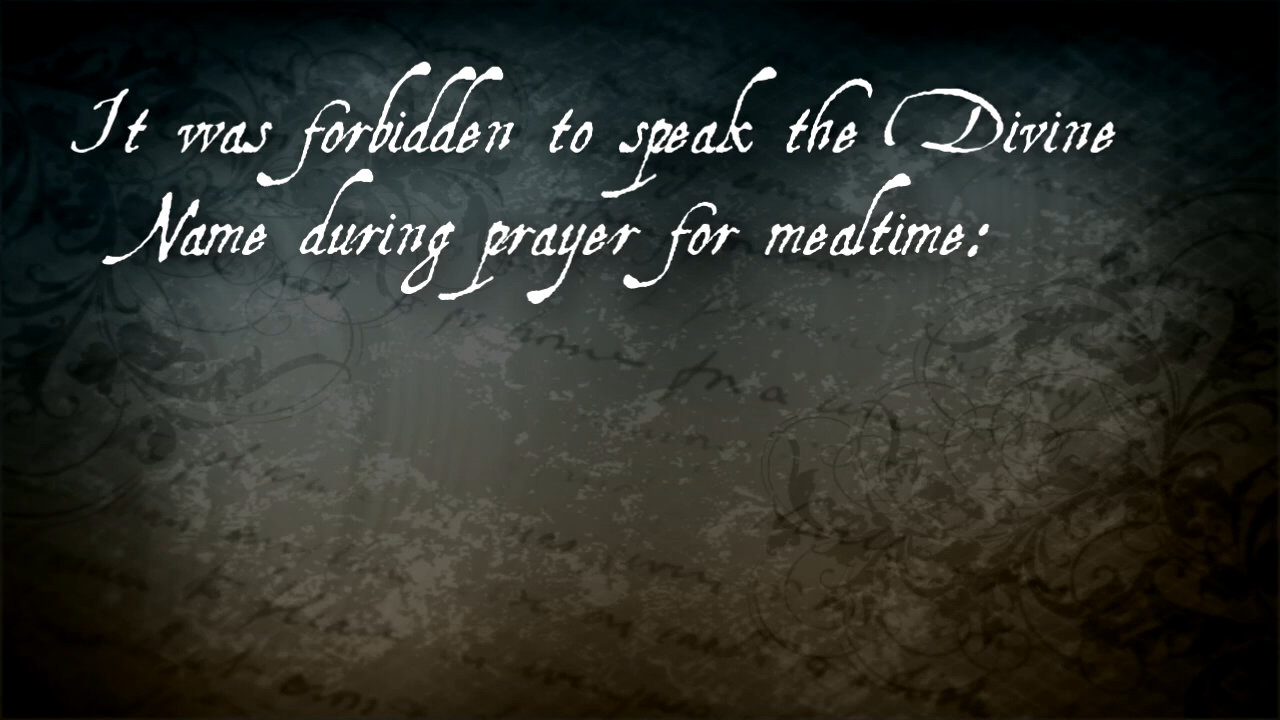 It was forbidden to speak the Divine
Name during prayer for mealtime: